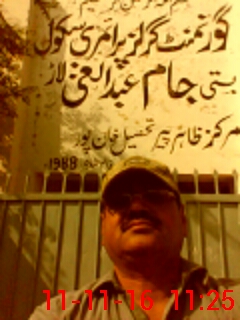 گورنمنٹ گرلز پرائمری سکول
بستی جام عبدالغنی لاڑ
مرکز ظاہر پیر تحصیل خان پور
1988
11-11-16 11:25